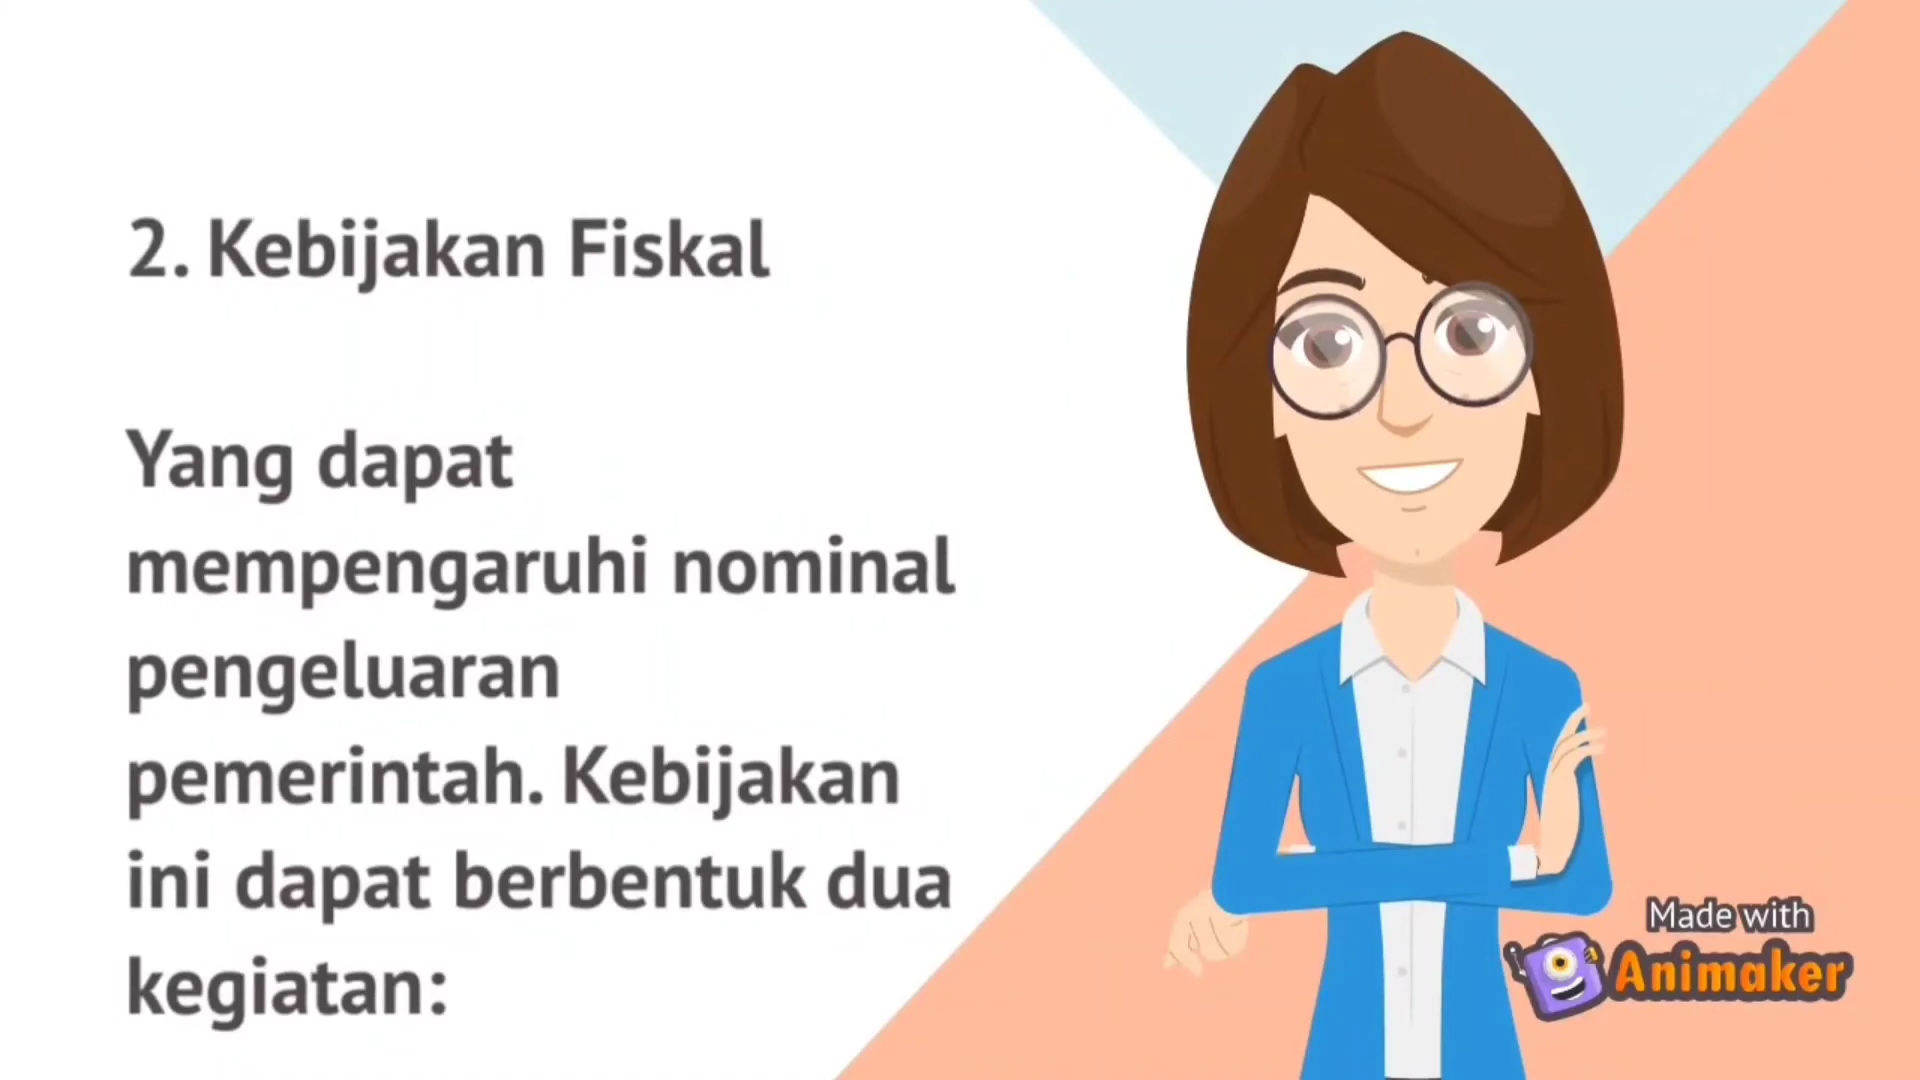 2. Kebijakan Fiskal
Yang dapat
mempengaruhi nominal
pengeluaran
pemerintah. Kebijakan
ini dapat berbentuk dua
kegiatan:
Made with
Animaker